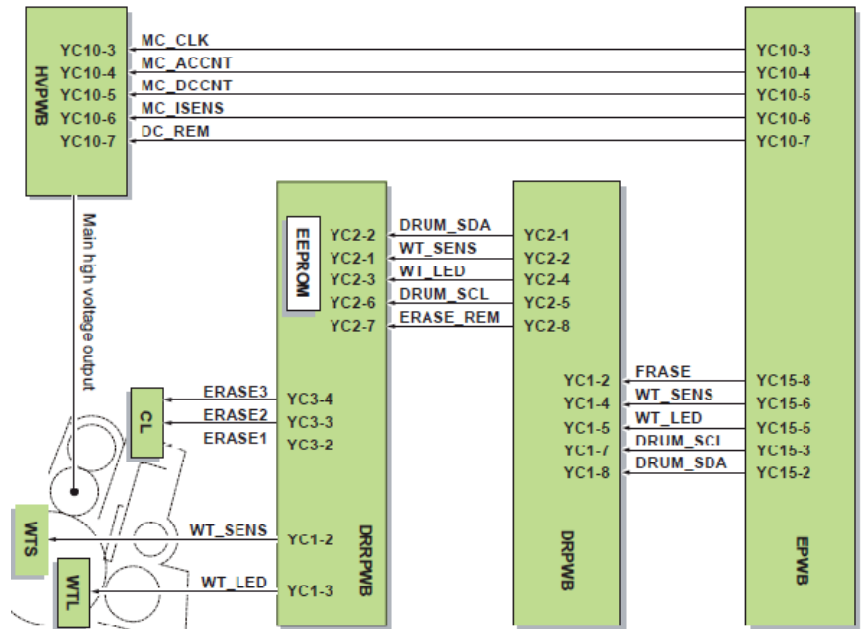 YC10-3 MC_CLK YC10-3
YC10-4 MC_ACCNT YC10-4
YC10-5 MC_DCCNT YC10-5
YC10-6 MC_ISENS YC10-6
YC10-7 DC_REM YC10-7
HVPWB
Main hgh voltage output
EEPROM
YC2-2 DRUM_SDA YC2-1
YC2-1 WT_SENS YC2-2
YC2-3 WT_LED YC2-4
YC2-6 DRUM_SCL YC2-5
YC2-7 ERASE_REM YC2-8
YC1-2 FRASE YC15-8
YC1-4 WT_SENS YC15-6
YC1-5 WT_LED YC15-5
YC1-7 DRUM_SCL YC15-3
YC1-8 DRUM_SDA YC15-2
ERASE3 YC3-4
ERASE2 YC3-3
ERASE1 YC3-2
CL
WTS
WT_SENS YC1-2
WTL
WT_LED YC1-3
DRRPWB
DRPWB
EPWB